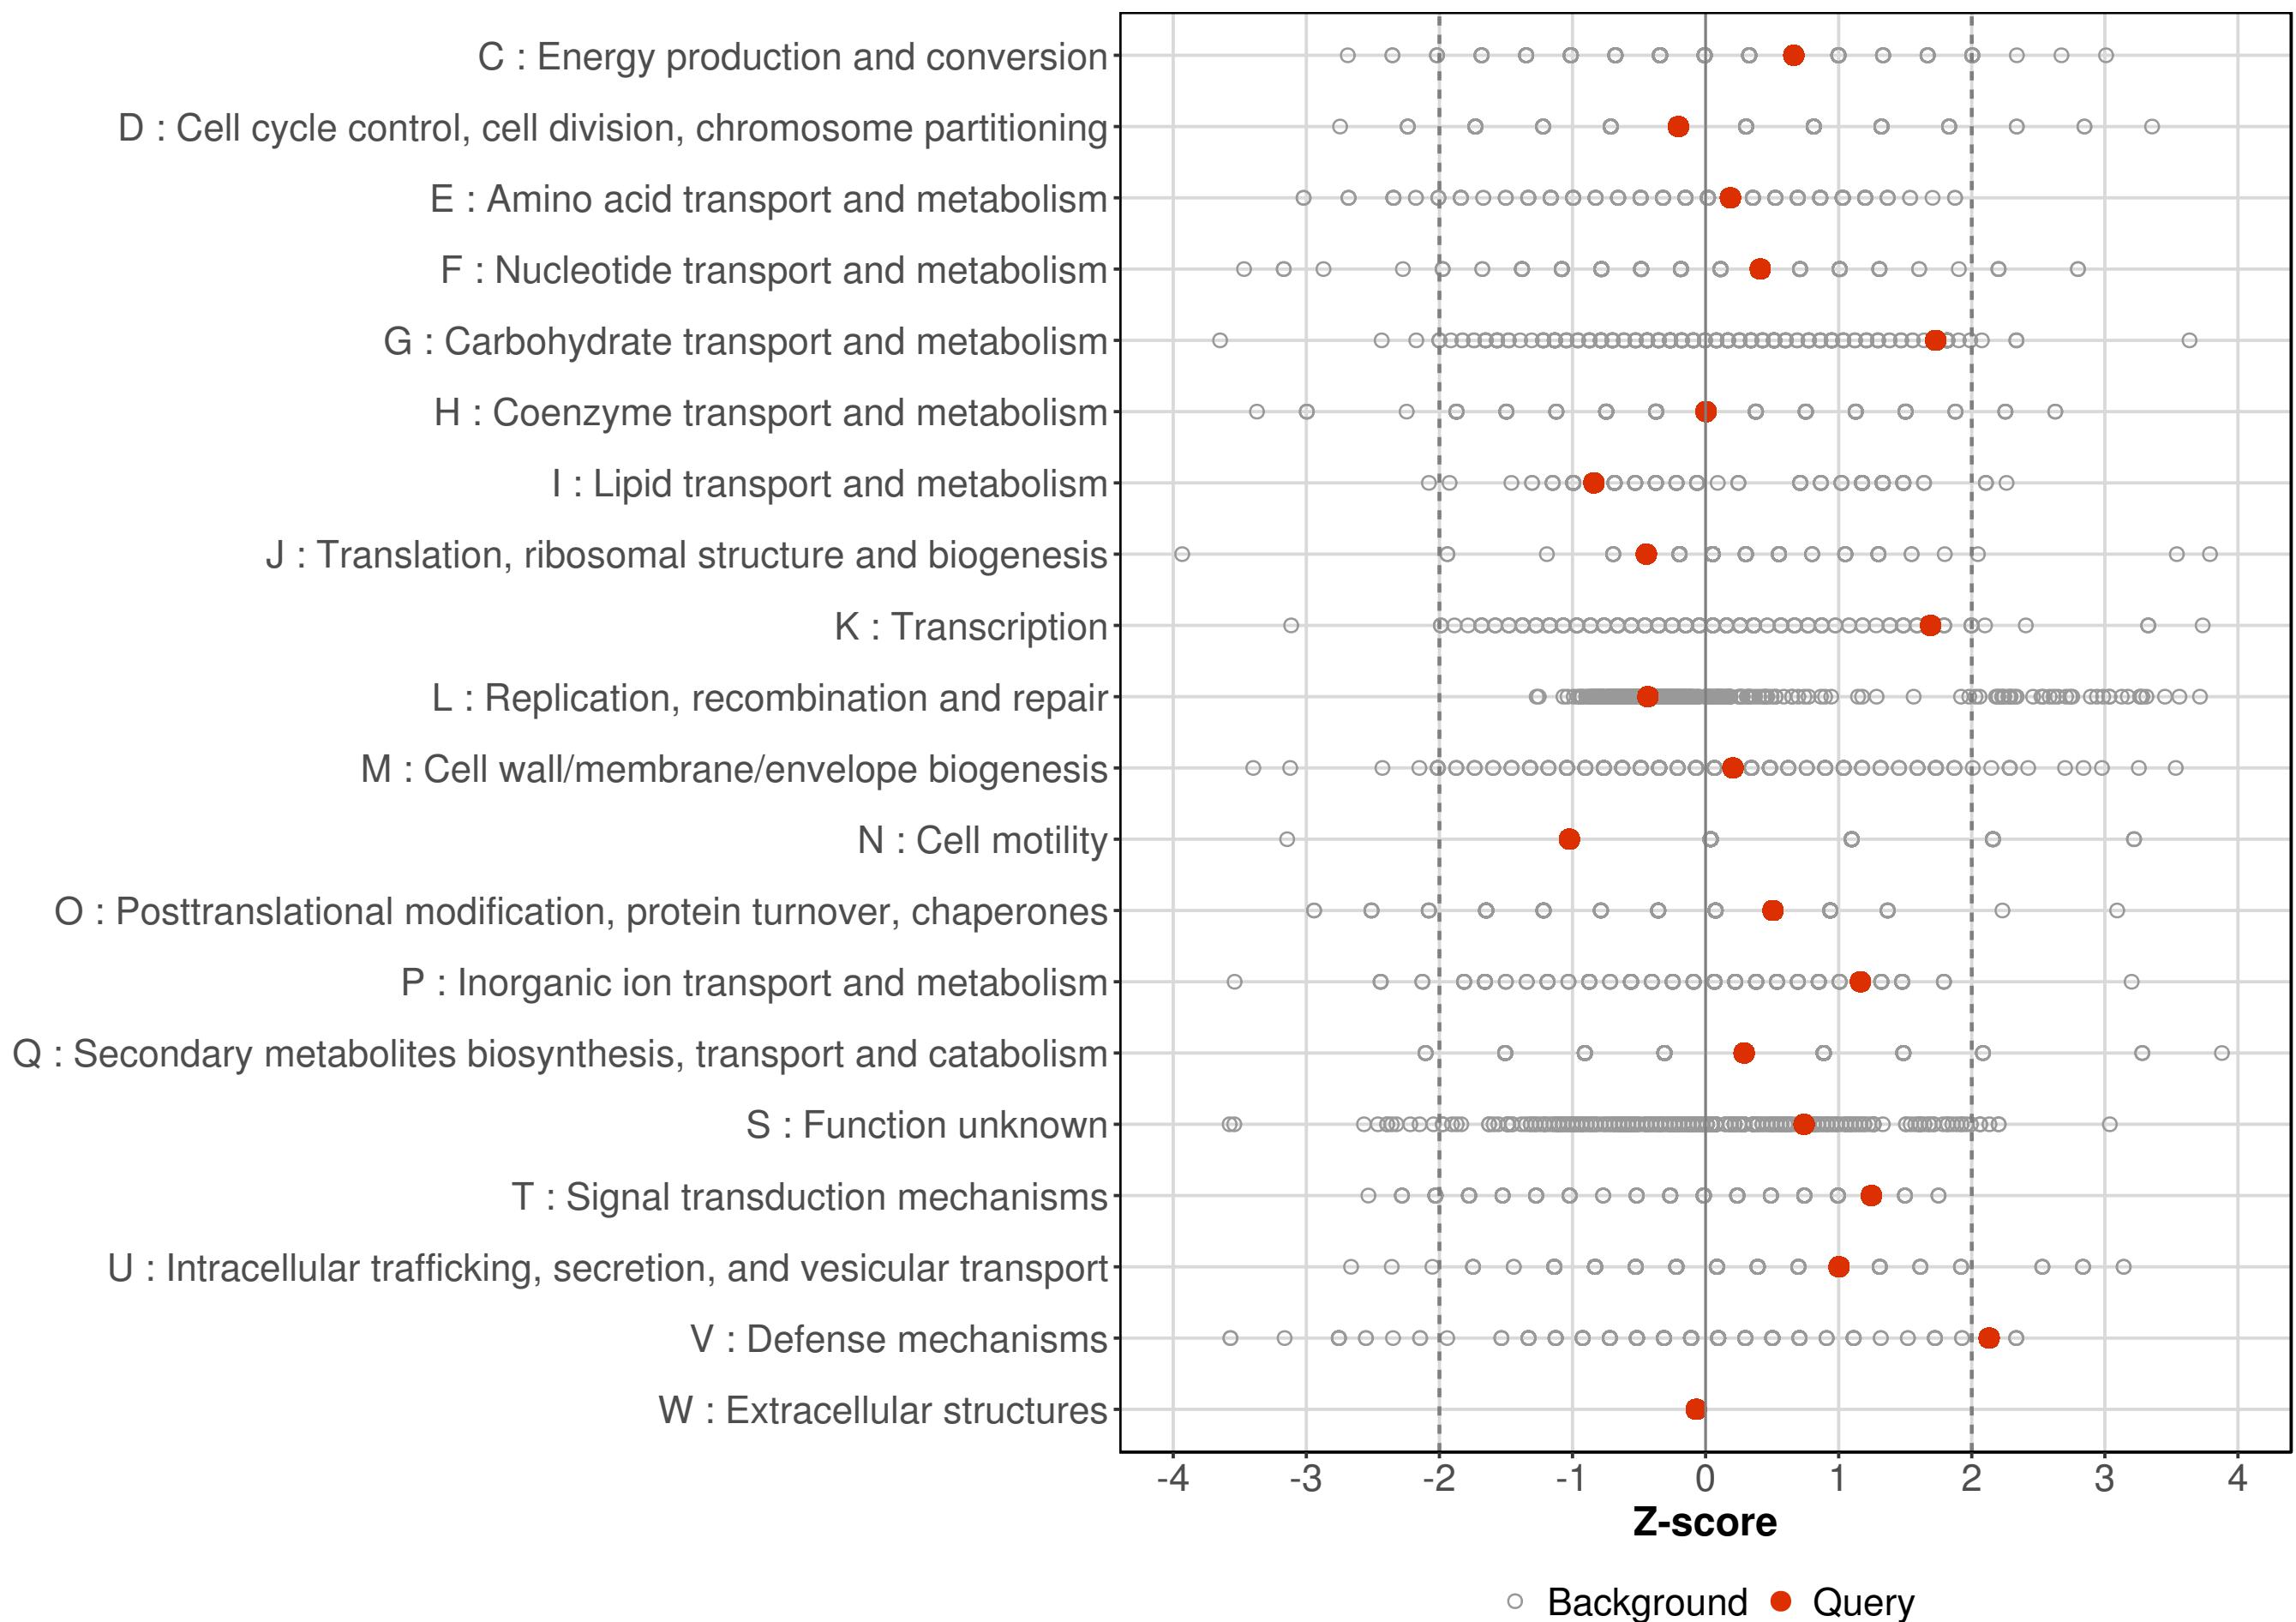 C : Energy production and conversion
D : Cell cycle control, cell division, chromosome partitioning
E : Amino acid transport and metabolism
F : Nucleotide transport and metabolism
G : Carbohydrate transport and metabolism
H : Coenzyme transport and metabolism
I : Lipid transport and metabolism
J : Translation, ribosomal structure and biogenesis
K : Transcription
L : Replication, recombination and repair
M : Cell wall/membrane/envelope biogenesis
N : Cell motility
O : Posttranslational modification, protein turnover, chaperones
P : Inorganic ion transport and metabolism
Q : Secondary metabolites biosynthesis, transport and catabolism
S : Function unknown
T : Signal transduction mechanisms
U : Intracellular trafficking, secretion, and vesicular transport
V : Defense mechanisms
W : Extracellular structures
-4 -3 -2 -1 0 1 2 3 4
Z-score
Background Query